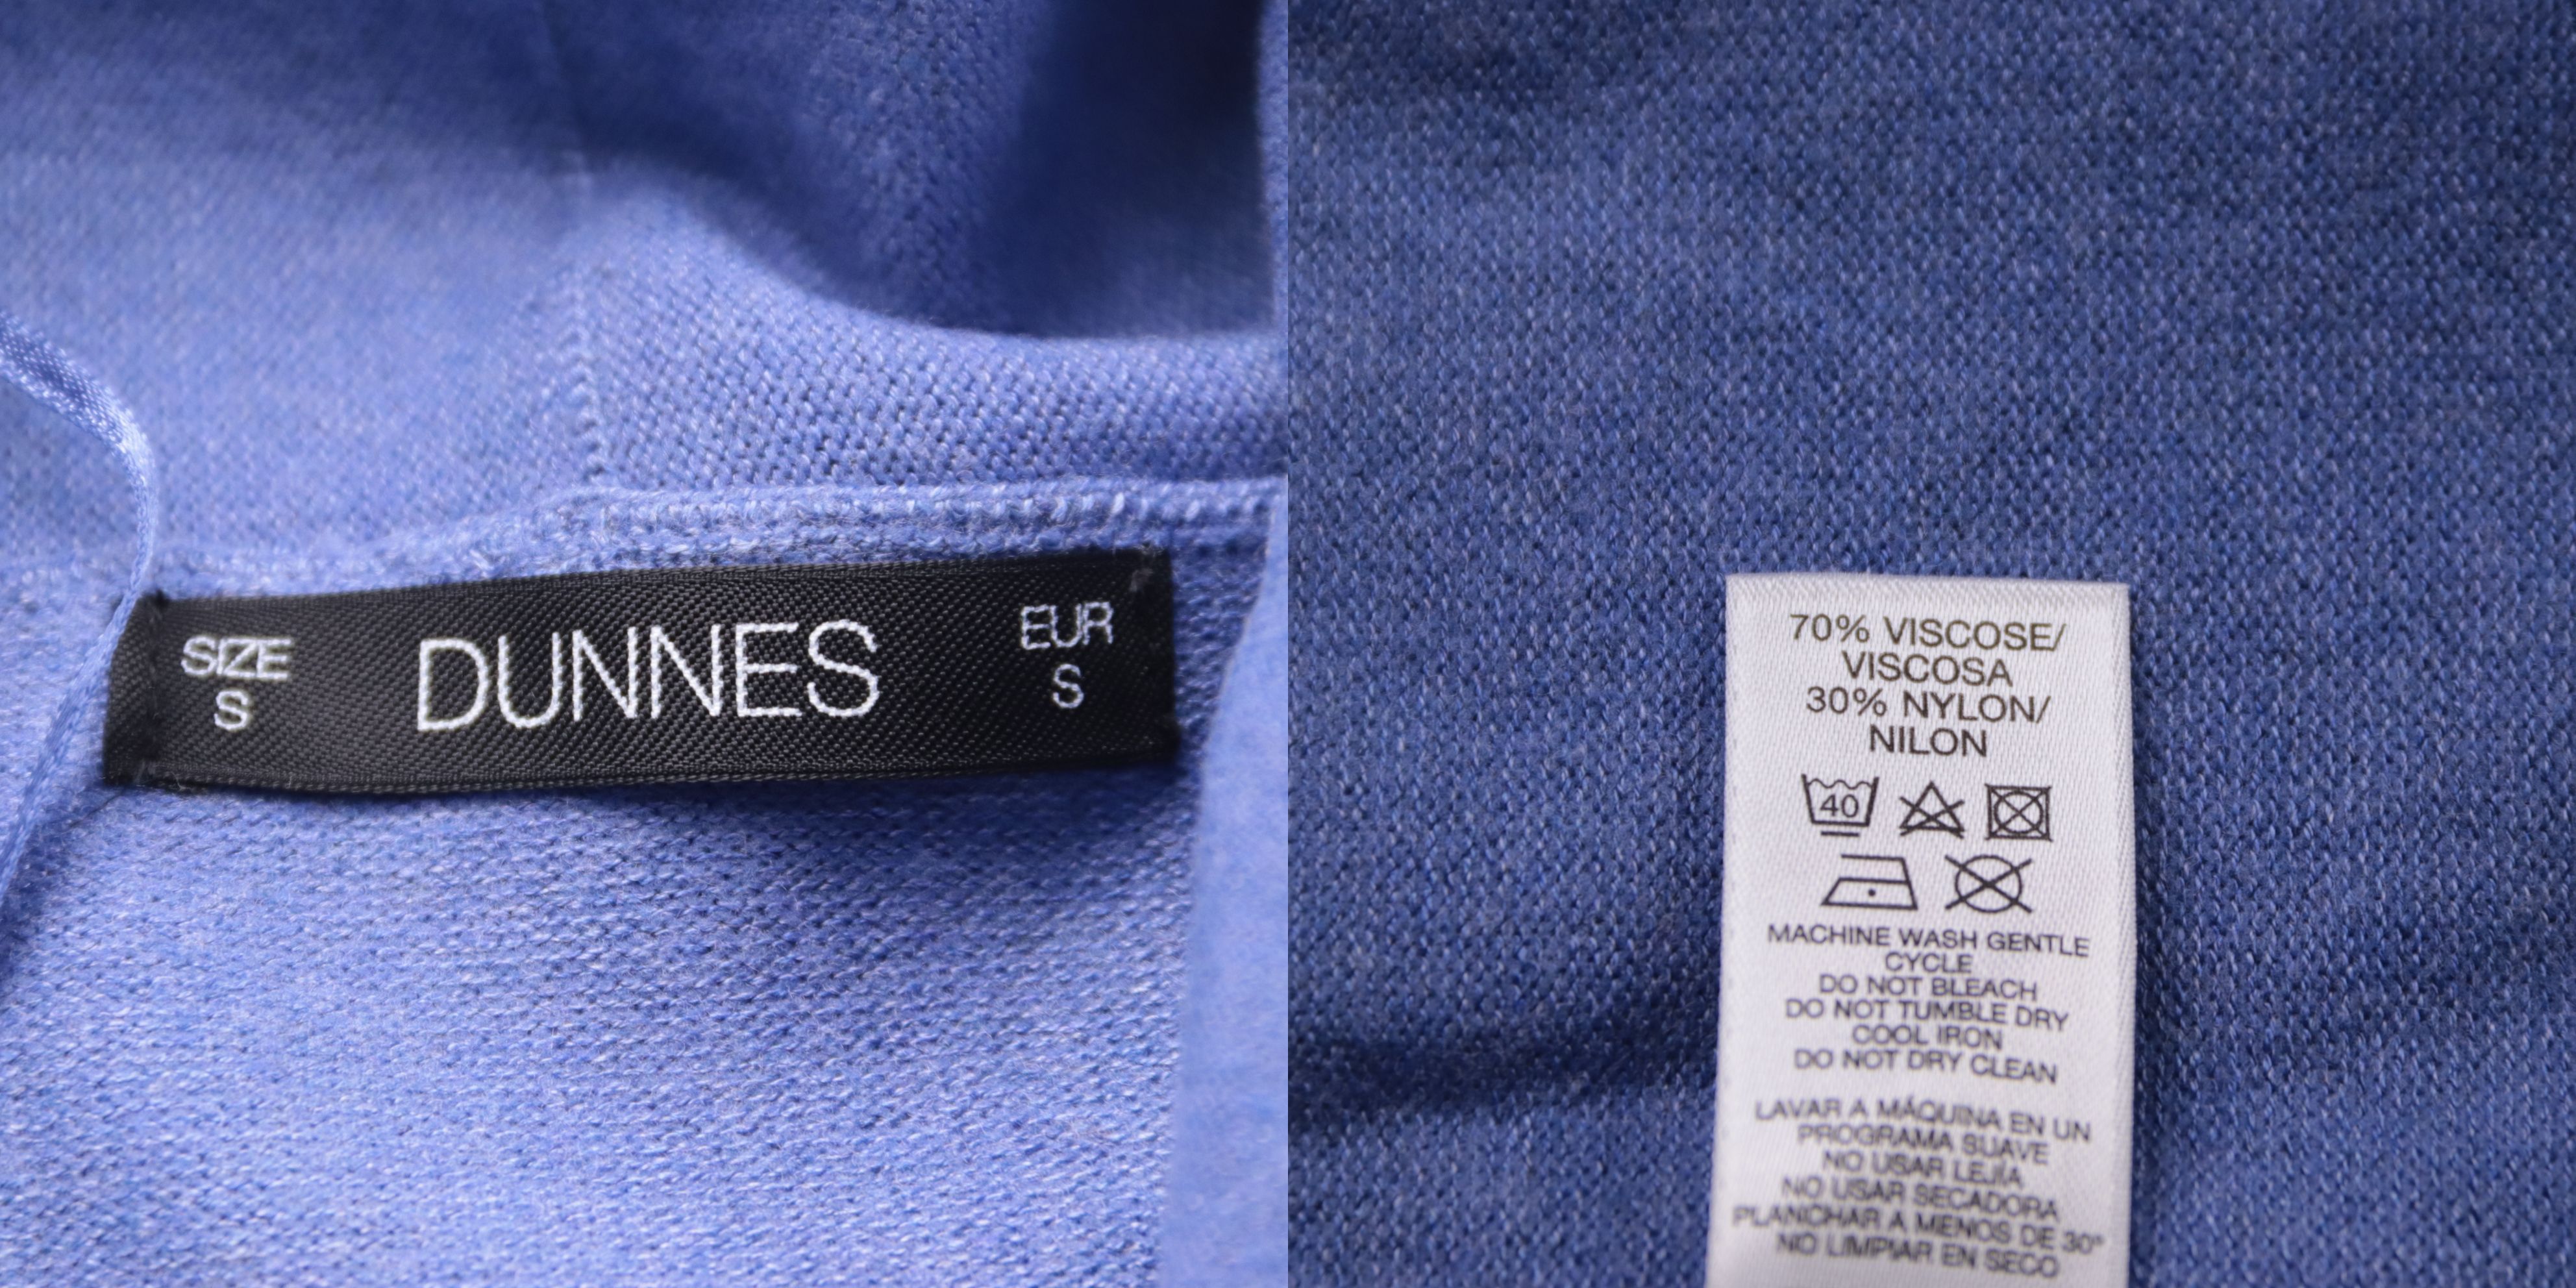 SIZE
S
DUNNES
EUR
S
70% VISCOSE/
VISCOSA
30% NYLON/
NILON
40
MACHINE WASH GENTLE
CYCLE
DO NOT BLEACH
DO NOT TUMBLE DRY
COOL IRON
DO NOT DRY CLEAN
LAVAR A MÁQUINA EN UN
PROGRAMA SUAVE
NO USAR LEJÍA
NO USAR SECADORA
PLANCHAR A MENOS DE 30°
NO LIMPIAR EN SECO